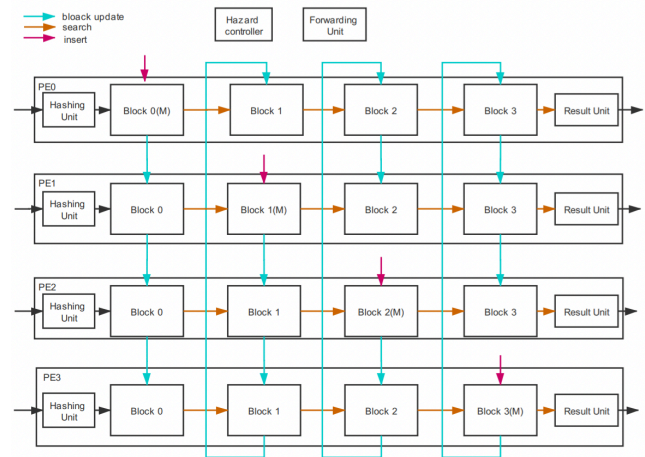 bloack update
search
insert
Hazard
controller
Forwarding
Unit
PE0
Hashing
Unit
Block 0(M)
Block 1
Block 2
Block 3
Result Unit
PE1
Hashing
Unit
Block 0
Block 1(M)
Block 2
Block 3
Result Unit
PE2
Hashing
Unit
Block 0
Block 1
Block 2(M)
Block 3
Result Unit
PE3
Hashing
Unit
Block 0
Block 1
Block 2
Block 3(M)
Result Unit